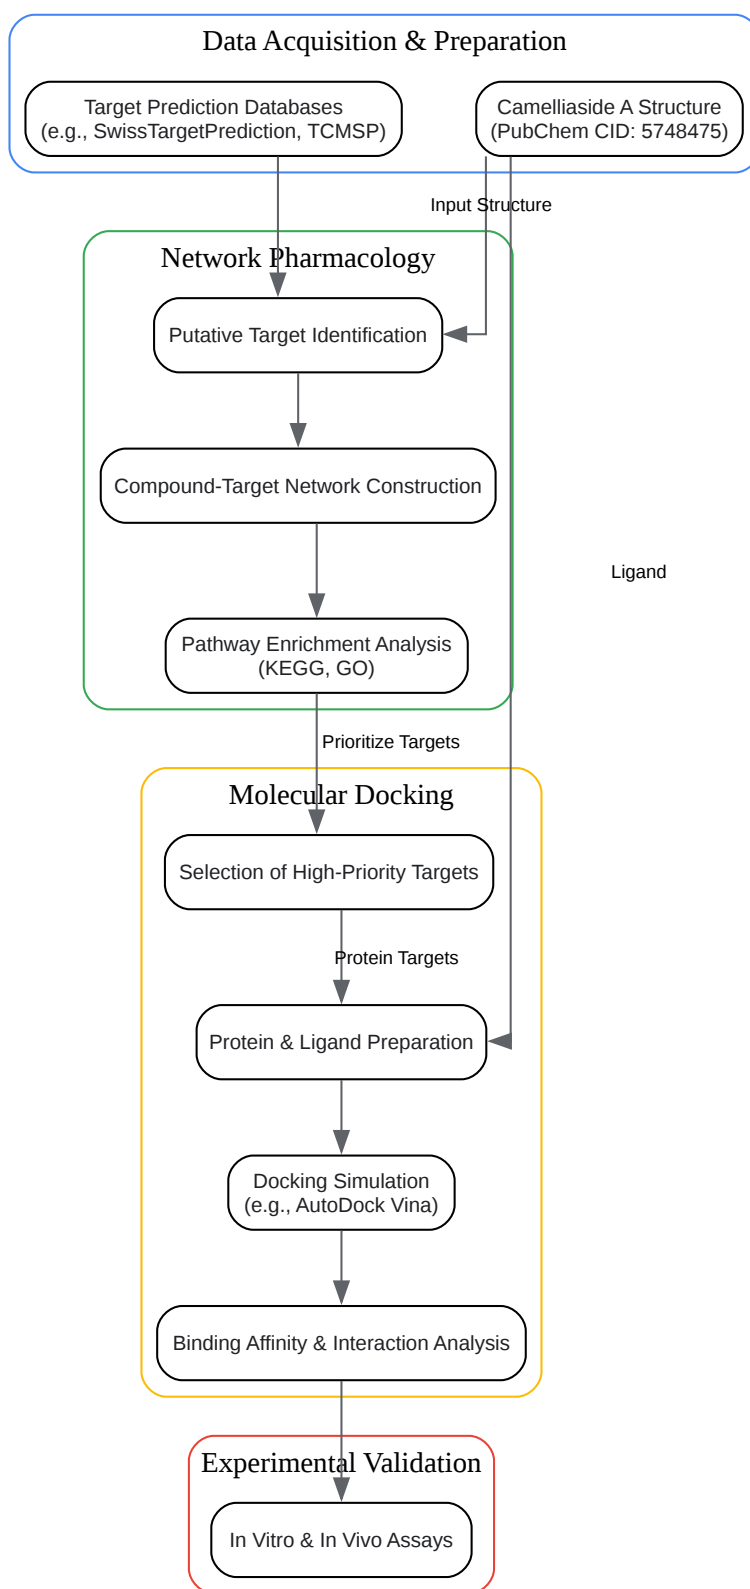 Data Acquisition & Preparation
Target Prediction Databases
(e.g., SwissTargetPrediction, TCMSP)
Camelliaside A Structure
(PubChem CID: 5748475)
Input Structure
Network Pharmacology
Putative Target Identification
Compound-Target Network Construction
Ligand
Pathway Enrichment Analysis
(KEGG, GO)
Prioritize Targets
Molecular Docking
Selection of High-Priority Targets
Protein Targets
Protein & Ligand Preparation
Docking Simulation
(e.g., AutoDock Vina)
Binding Affinity & Interaction Analysis
Experimental Validation
In Vitro & In Vivo Assays